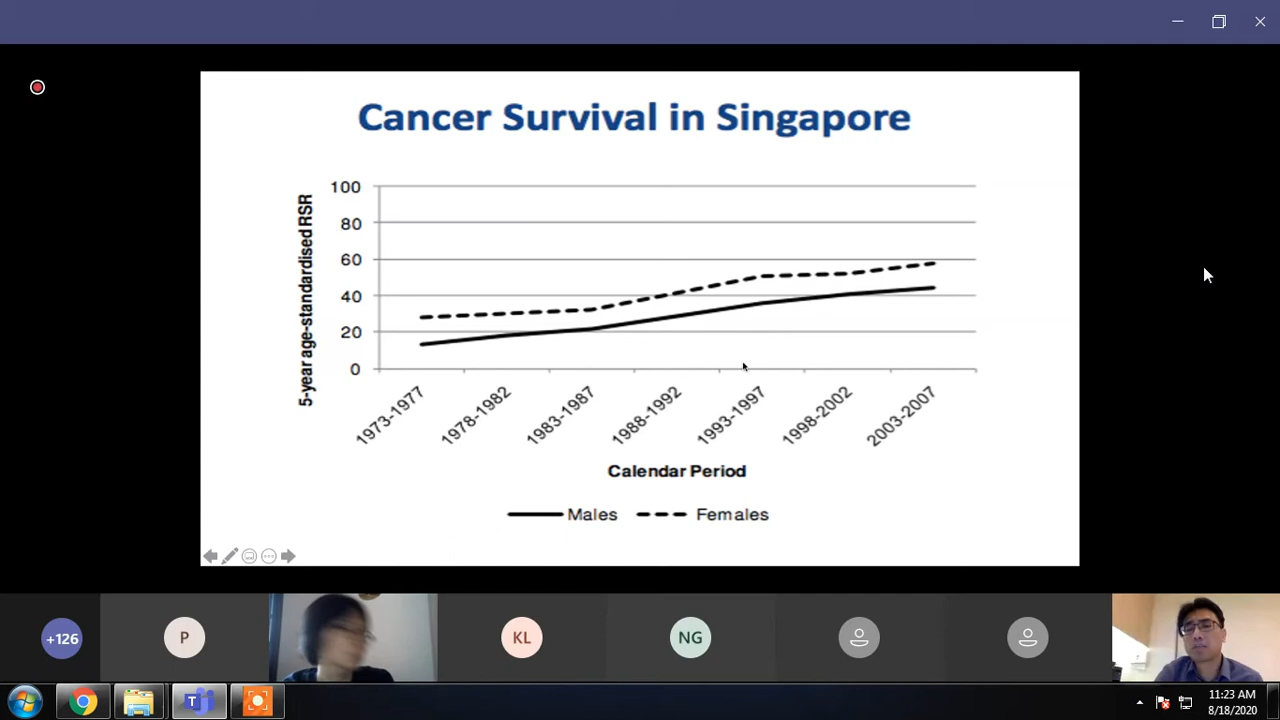 Cancer Survival in Singapore
5-year age-standardised RSR
100
80
60
40
20
0
1973-1977
1978-1982
1983-1987
1988-1992
1993-1997
1998-2002
2003-2007
Calendar Period
Males
Females
+126
P
KL
NG
11:23 AM
8/18/2020